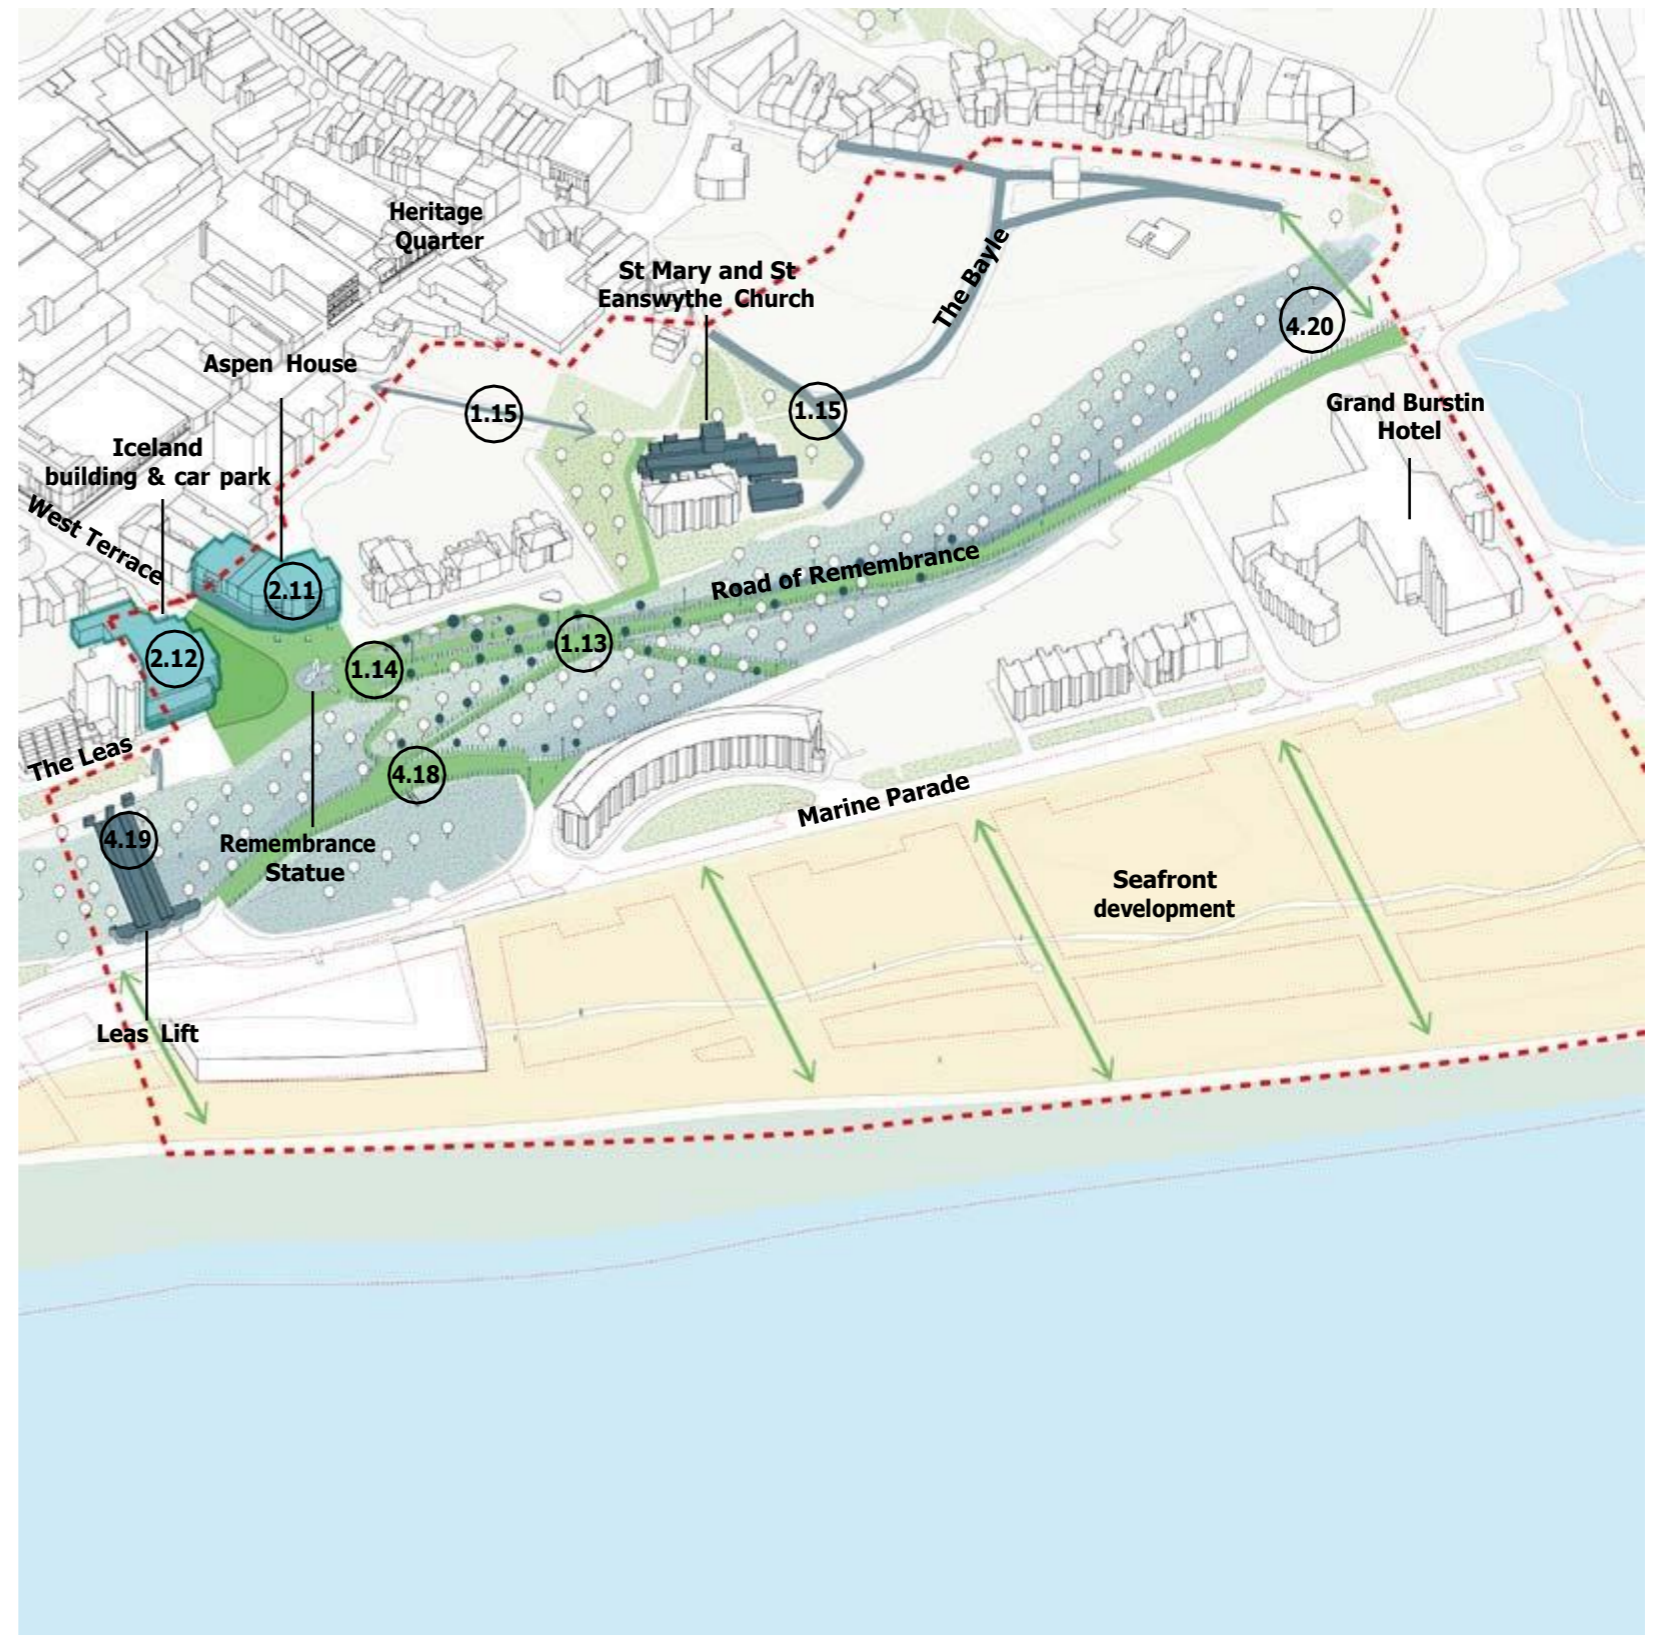 Heritage
Quarter
St Mary and St
Eanswythe Church
The Bayle
4.20
Aspen House
1.15
1.15
Grand Burstin
Hotel
Iceland
building & car park
West Terrace
Road of Remembrance
2.11
2.12
1.14
1.13
The Leas
4.18
Marine Parade
4.19
Remembrance
Statue
Seafront
development
Leas Lift